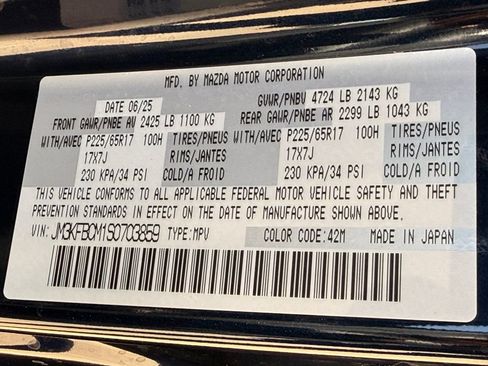 MFD. BY MAZDA MOTOR CORPORATION
DATE 06/25 GVWR/PNBV 4724 LB 2143 KG
FRONT GAWR/PNBE AV 2425 LB 1100 KG REAR GAWR/PNBE AR 2299 LB 1043 KG
WITH/AVEC P225/65R17 100H TIRES/PNEUS WITH/AVEC P225/65R17 100H TIRES/PNEUS
17X7J RIMS/JANTES 17X7J RIMS/JANTES
230 KPA/34 PSI COLD/A FROID 230 KPA/34 PSI COLD/A FROID
THIS VEHICLE CONFORMS TO ALL APPLICABLE FEDERAL MOTOR VEHICLE SAFETY AND THEFT
PREVENTION STANDARDS IN EFFECT ON THE DATE OF MANUFACTURE SHOWN ABOVE.
VIN: JM3KFBCM1S0703859 TYPE:MPV COLOR CODE:42M MADE IN JAPAN